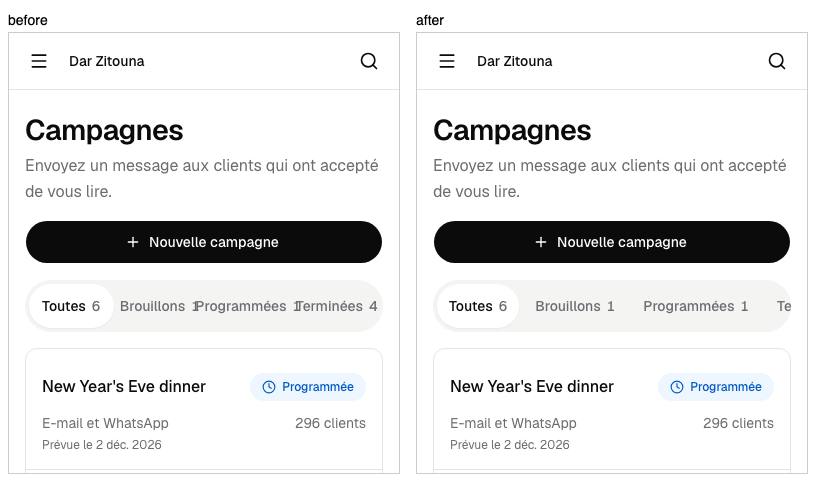 before
Dar Zitouna
Campagnes
Envoyez un message aux clients qui ont accepté
de vous lire.
Nouvelle campagne
Toutes 6 Brouillons 1 Programmées 1 Terminées 4
New Year's Eve dinner Programmée
E-mail et WhatsApp 296 clients
Prévue le 2 déc. 2026
after
Dar Zitouna
Campagnes
Envoyez un message aux clients qui ont accepté
de vous lire.
Nouvelle campagne
Toutes 6 Brouillons 1 Programmées 1 Te
New Year's Eve dinner Programmée
E-mail et WhatsApp 296 clients
Prévue le 2 déc. 2026